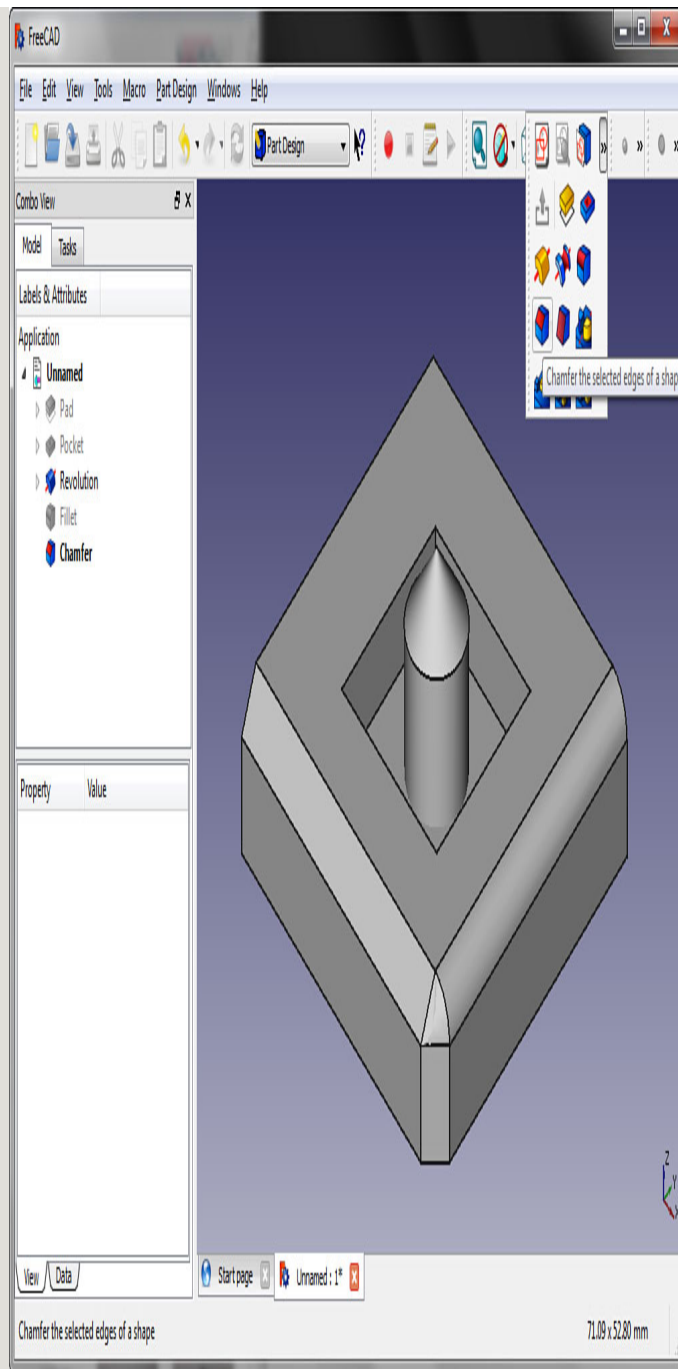 FreeCAD
File Edit View Tools Macro Part Design Windows Help
Part Design
Combo View
Model Tasks
Labels & Attributes
Application
Unnamed
Pad
Pocket
Revolution
Fillet
Chamfer
Chamfer the selected edges of a shap
Property Value
Z
Y
X
View Data
Start page Unnamed : 1*
Chamfer the selected edges of a shape 71.09 x 52.80 mm